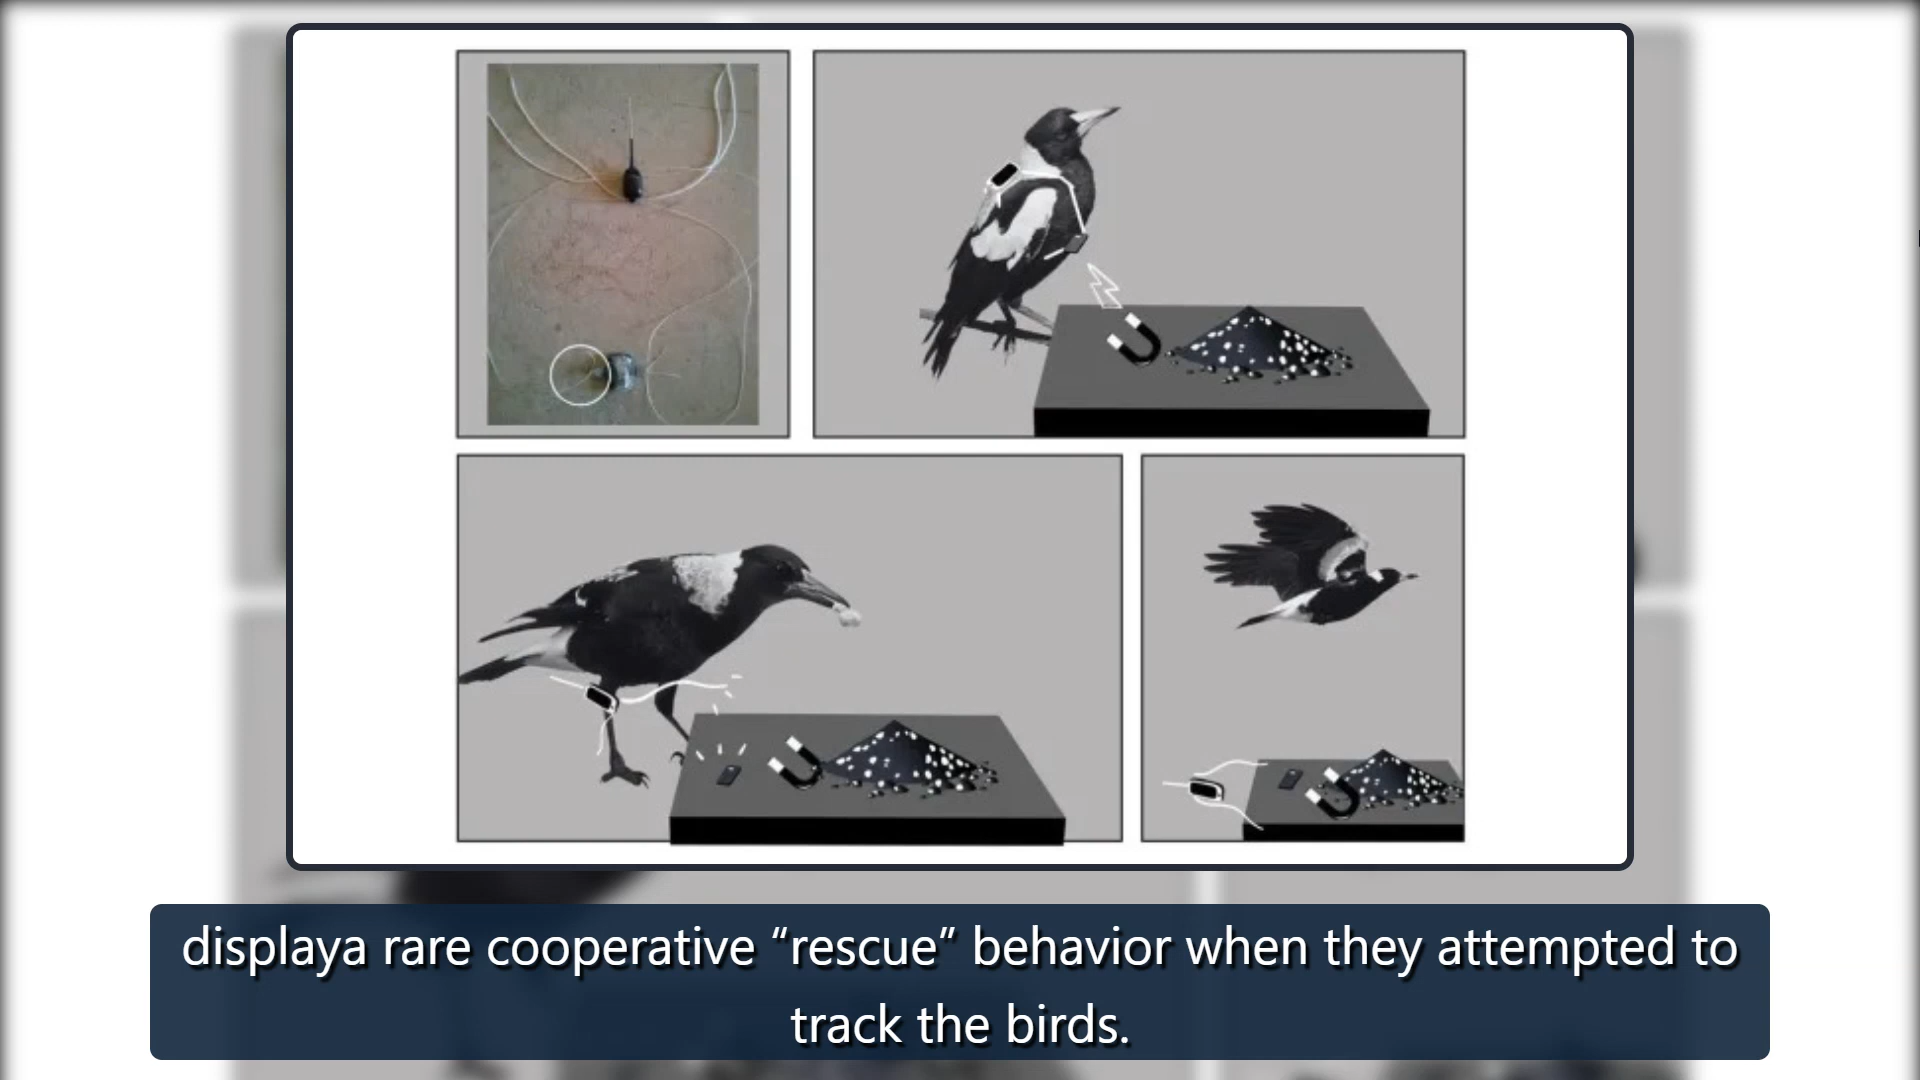 displaya rare cooperative “rescue” behavior when they attempted to
track the birds.